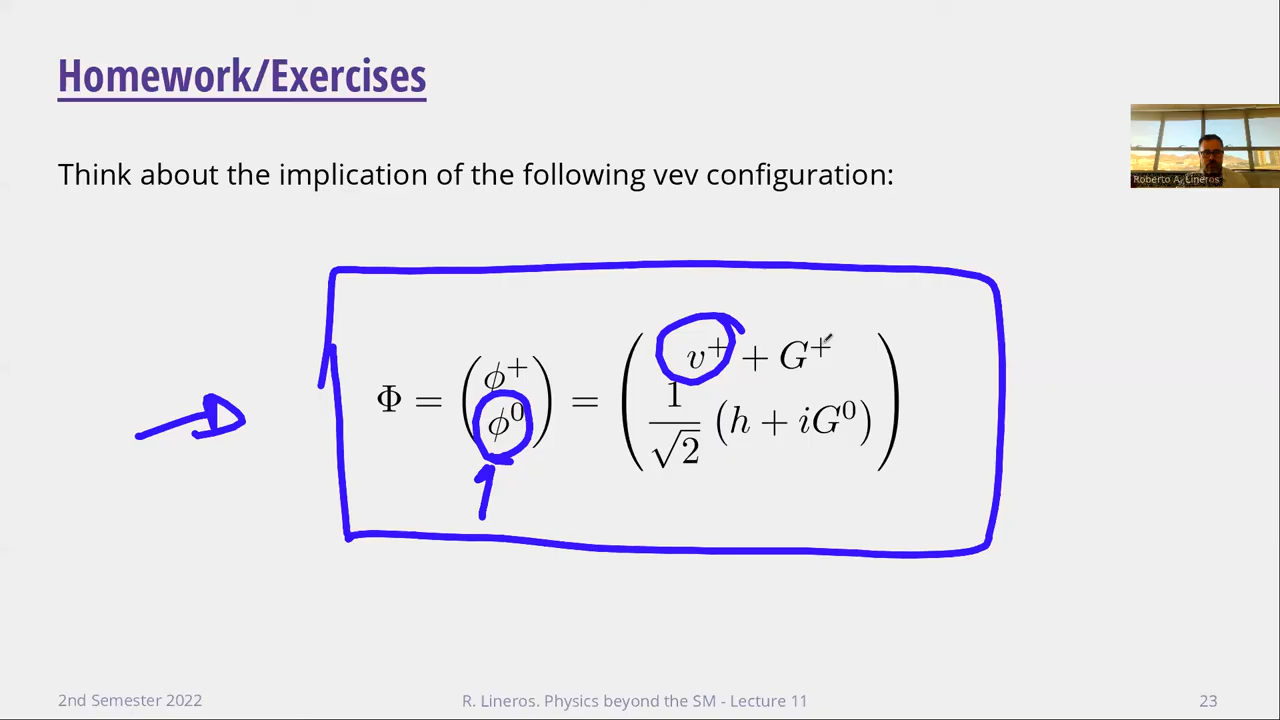 Homework/Exercises
Think about the implication of the following vev configuration:
Roberto A. Lineros
Φ = (ϕ⁺ ϕ⁰) = (v⁺ + G⁺ 1/√2 (h + iG⁰))
2nd Semester 2022
R. Lineros. Physics beyond the SM - Lecture 11
23